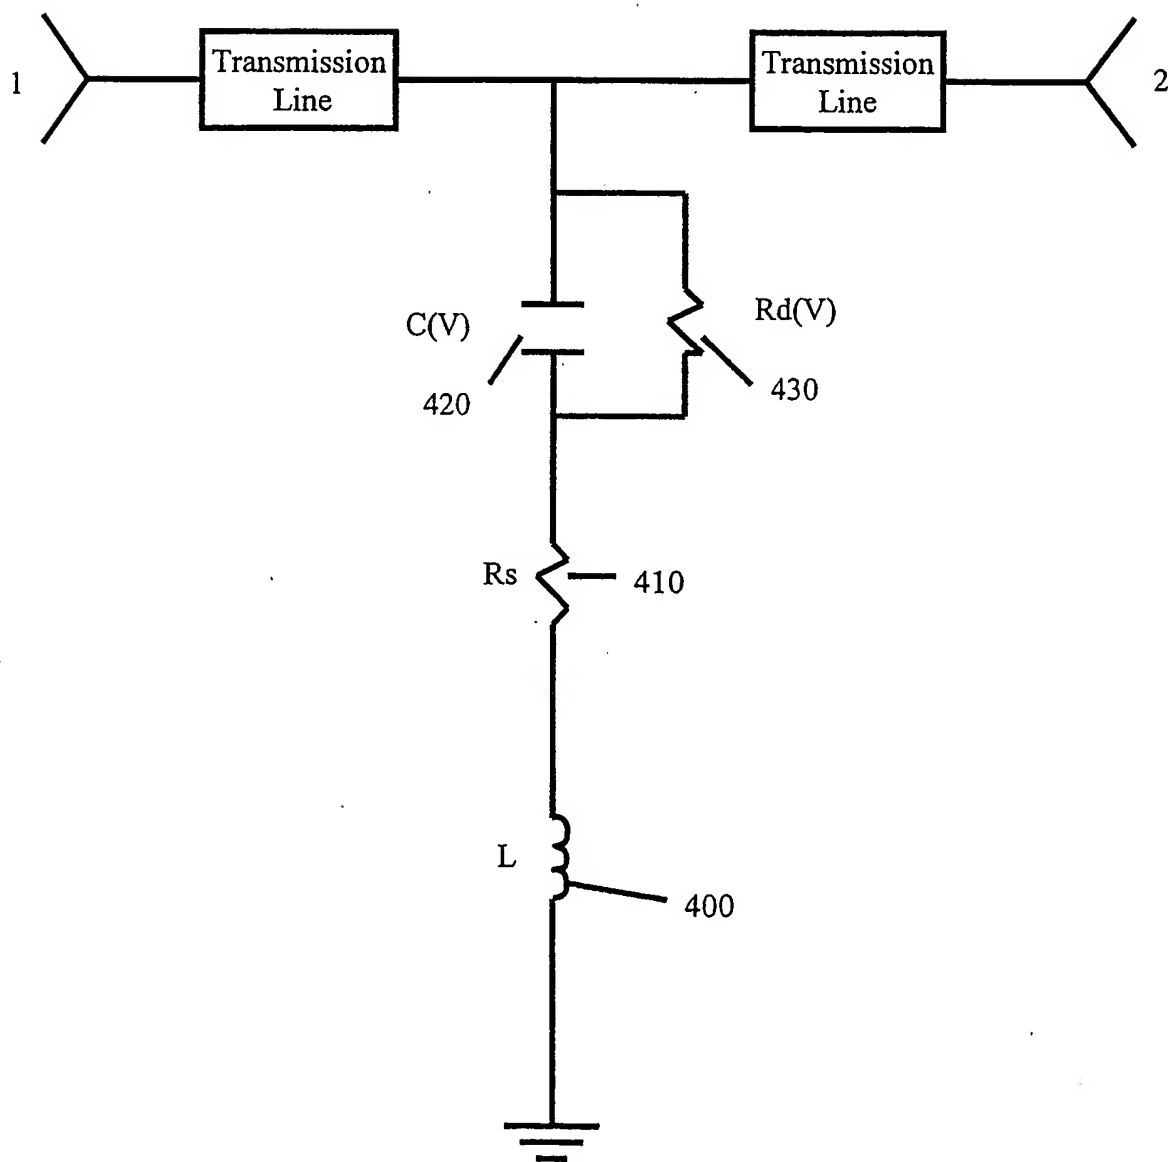 Transmission
Line
Transmission
Line
1
2
C(V)
Rd(V)
420
430
Rs
410
L
400